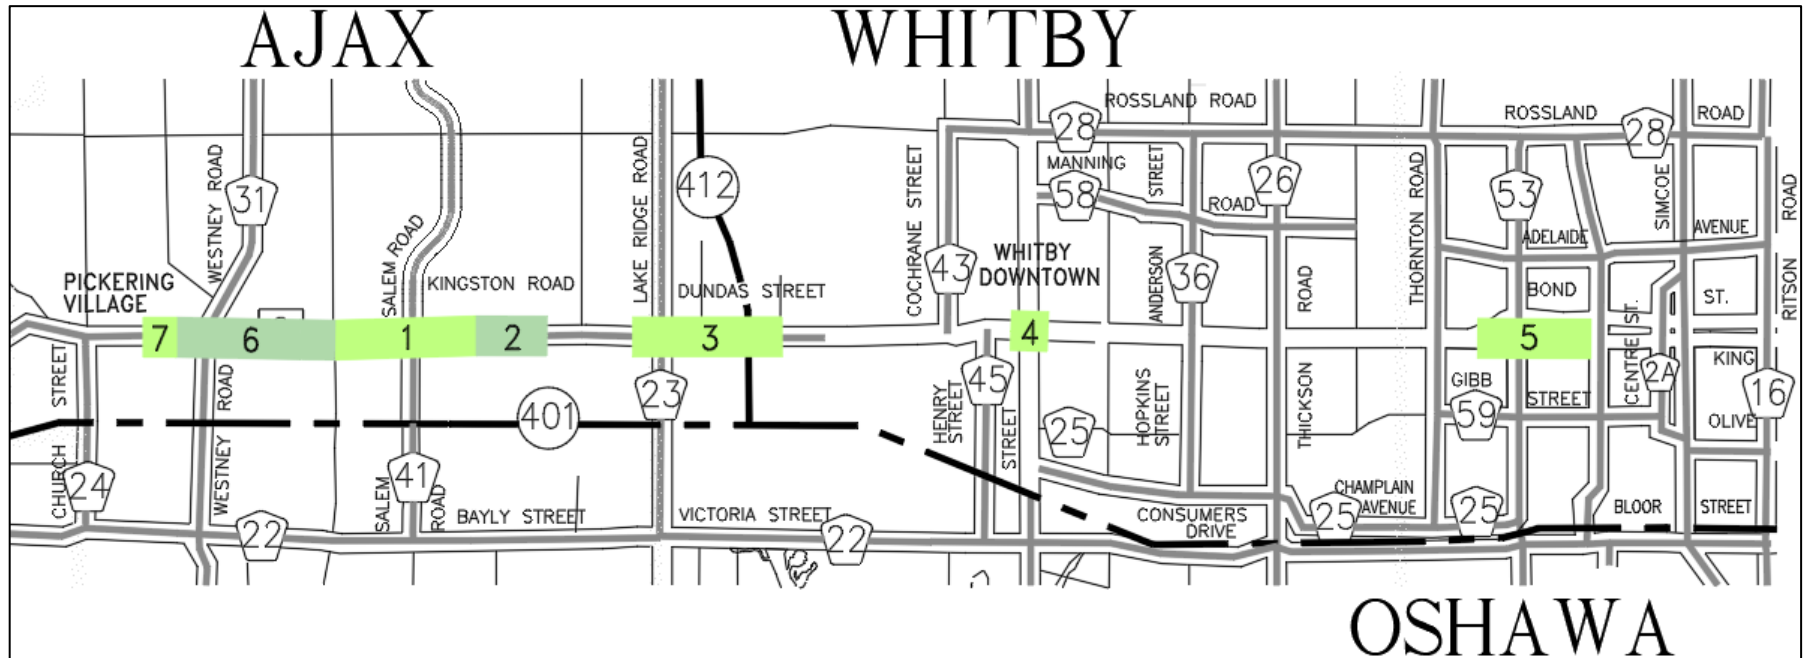 AJAX
WHITBY
ROSSLAND ROAD
ROSSLAND
ROAD
28
28
MANNING
STREET
58
ROAD
26
WESTNEY ROAD
31
LAKE RIDGE ROAD
412
COCHRANE STREET
THORNTON ROAD
53
SIMCOE
ROAD
AVENUE
ADELAIDE
SALEM ROAD
KINGSTON ROAD
PICKERING
VILLAGE
DUNDAS STREET
43
WHITBY
DOWNTOWN
ANDERSON
36
ROAD
BOND
ST.
CENTRE ST.
RITSON
7
6
1
2
3
4
5
STREET
ROAD
23
401
HENRY
STREET
45
STREET
25
HOPKINS
STREET
THICKSON
GIBB
STREET
59
2A
KING
16
OLIVE
CHURCH
24
WESTNEY
41
SALEM
ROAD
BAYLY STREET
22
VICTORIA STREET
22
CONSUMERS
DRIVE
CHAMPLAIN
AVENUE
25
25
BLOOR
STREET
OSHAWA